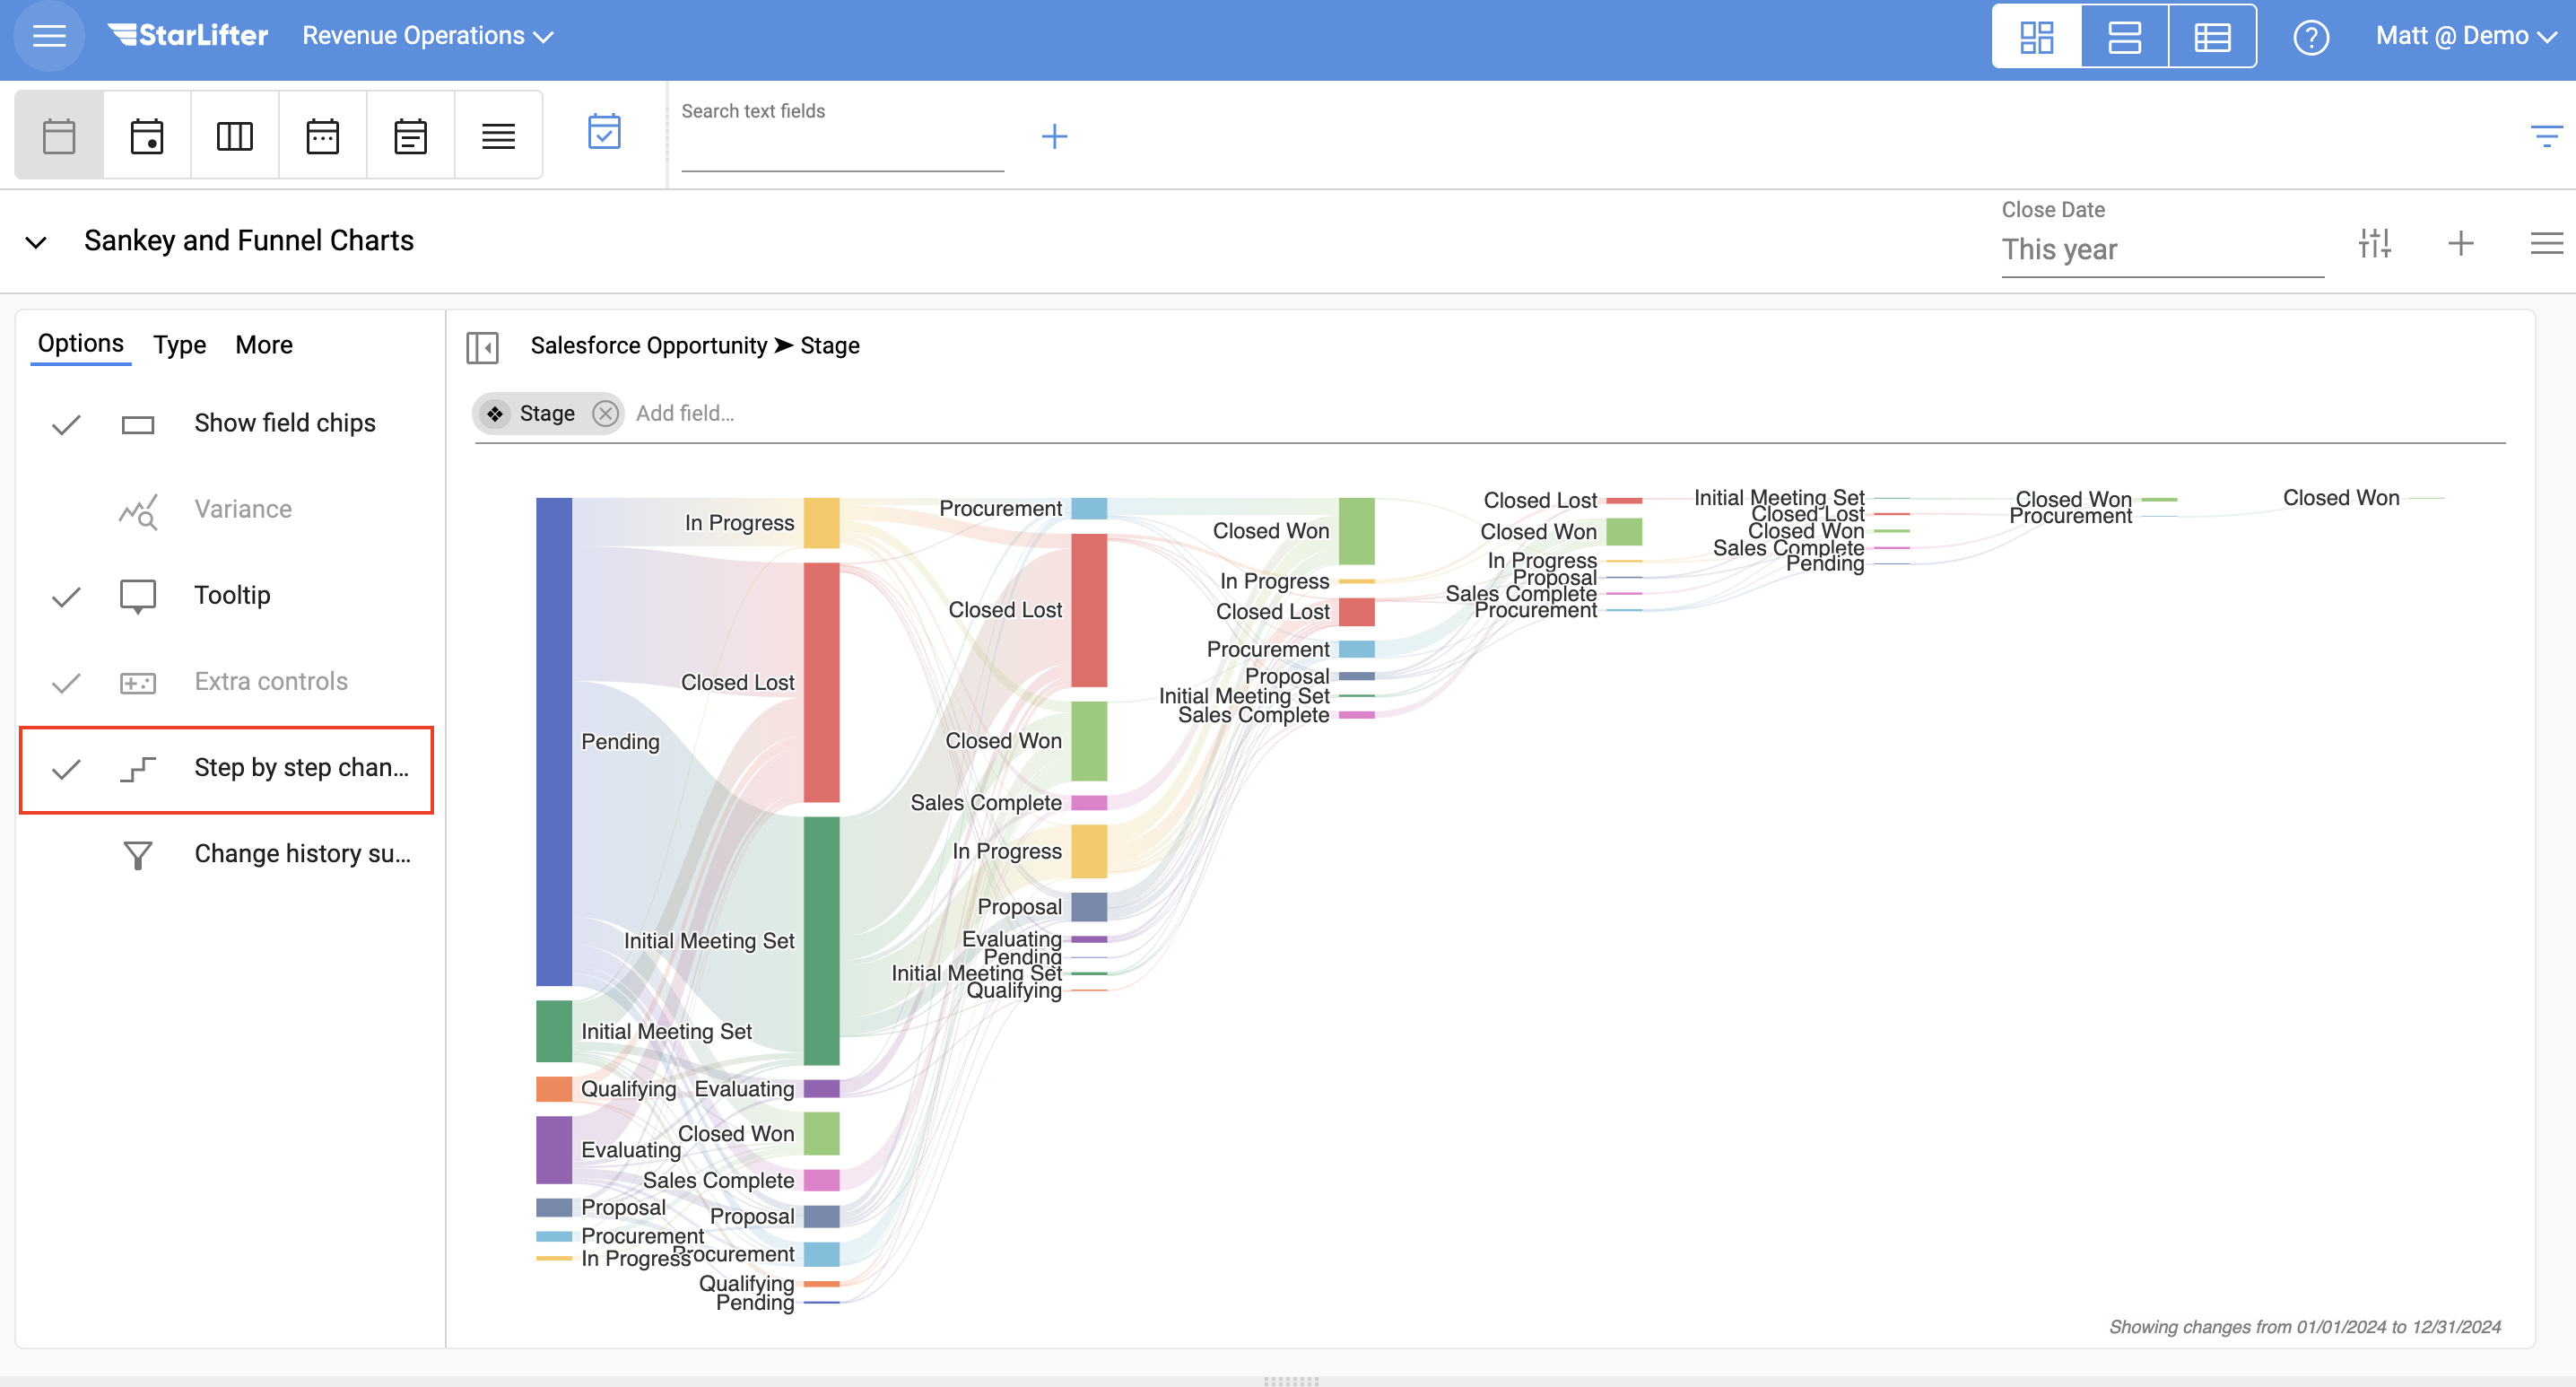 StarLifter
Revenue Operations
Matt @ Demo
Search text fields
Sankey and Funnel Charts
Close Date
This year
Options
Type
More
Show field chips
Variance
Tooltip
Extra controls
Step by step chan...
Change history su...
Salesforce Opportunity ➤ Stage
Stage
Add field...
Pending
Initial Meeting Set
Qualifying
Evaluating
Proposal
Procurement
In Progress
In Progress
Closed Lost
Initial Meeting Set
Evaluating
Closed Won
Sales Complete
Proposal
Procurement
Qualifying
Pending
Procurement
Closed Lost
Closed Won
Sales Complete
In Progress
Proposal
Evaluating
Pending
Initial Meeting Set
Qualifying
Closed Won
In Progress
Closed Lost
Procurement
Proposal
Initial Meeting Set
Sales Complete
Closed Lost
Closed Won
In Progress
Proposal
Sales Complete
Procurement
Initial Meeting Set
Closed Lost
Closed Won
Sales Complete
Pending
Closed Won
Procurement
Closed Won
Showing changes from 01/01/2024 to 12/31/2024